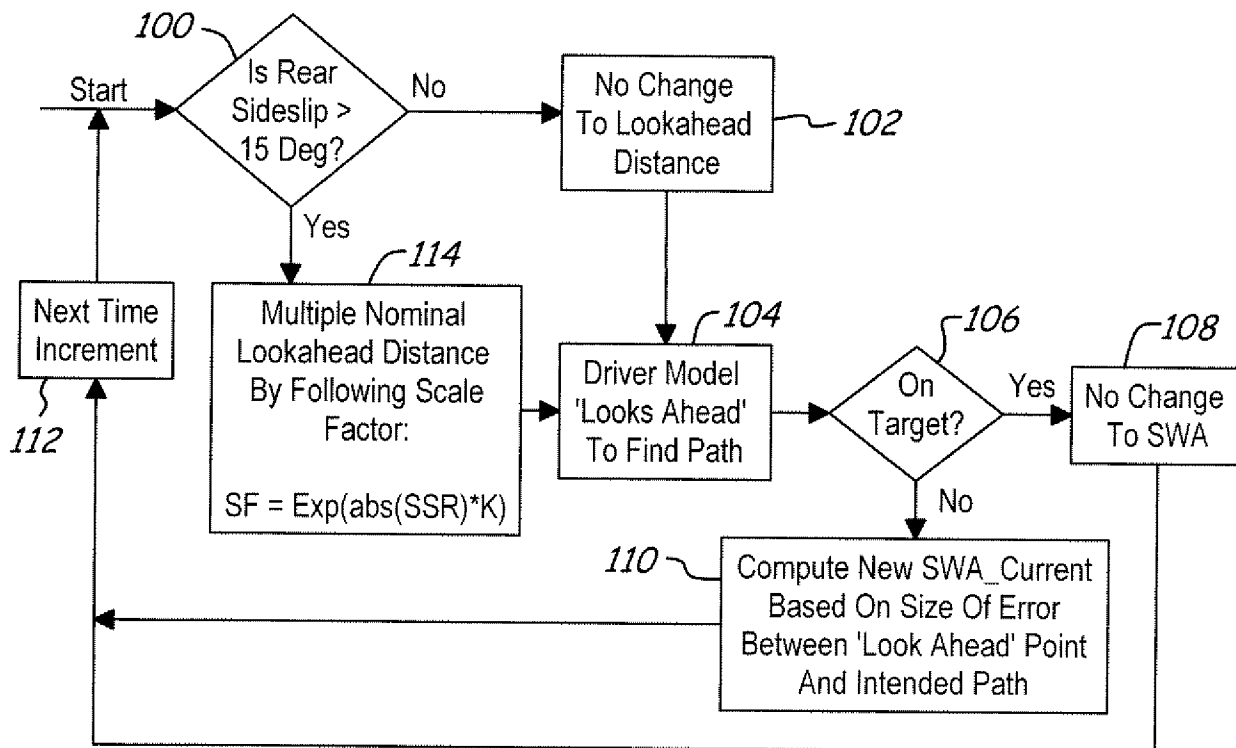 100
Start
Is Rear
Sideslip >
15 Deg?
No
No Change
To Lookahead
Distance
102
Yes
114
Multiple Nominal
Lookahead Distance
By Following Scale
Factor:
SF = Exp(abs(SSR)*K)
Next Time
Increment
112
104
Driver Model
'Looks Ahead'
To Find Path
106
On
Target?
Yes
108
No Change
To SWA
No
110
Compute New SWA_Current
Based On Size Of Error
Between 'Look Ahead' Point
And Intended Path